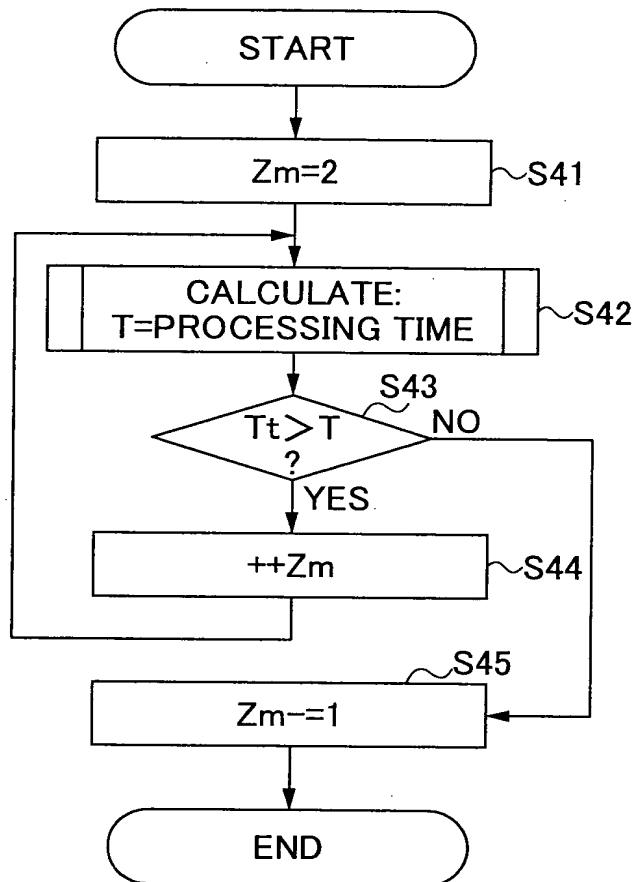 START
Zm=2
S41
CALCULATE:
T=PROCESSING TIME
S42
S43
Tt>T
?
NO
YES
++Zm
S44
S45
Zm-=1
END